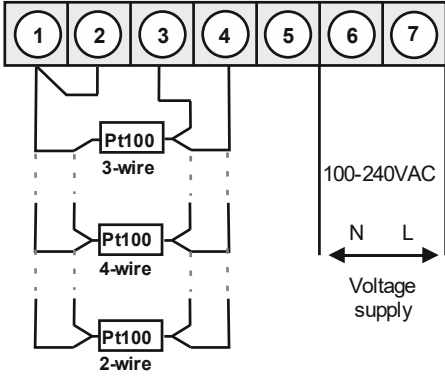 1 2 3 4 5 6 7
Pt100
3-wire
100-240VAC
Pt100
4-wire
N L
Voltage
supply
Pt100
2-wire